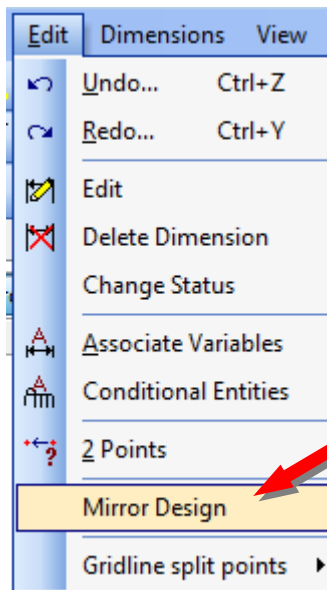 Edit Dimensions View
Undo... Ctrl+Z
Redo... Ctrl+Y
Edit
Delete Dimension
Change Status
Associate Variables
Conditional Entities
2 Points
Mirror Design
Gridline split points